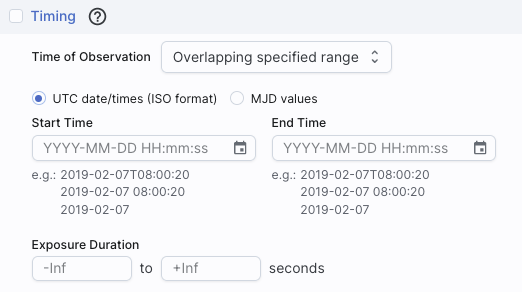 Timing ?
Time of Observation Overlapping specified range
UTC date/times (ISO format) MJD values
Start Time End Time
YYYY-MM-DD HH:mm:ss YYYY-MM-DD HH:mm:ss
e.g.: 2019-02-07T08:00:20 e.g.: 2019-02-07T08:00:20
2019-02-07 08:00:20 2019-02-07 08:00:20
2019-02-07 2019-02-07
Exposure Duration
-Inf to +Inf seconds